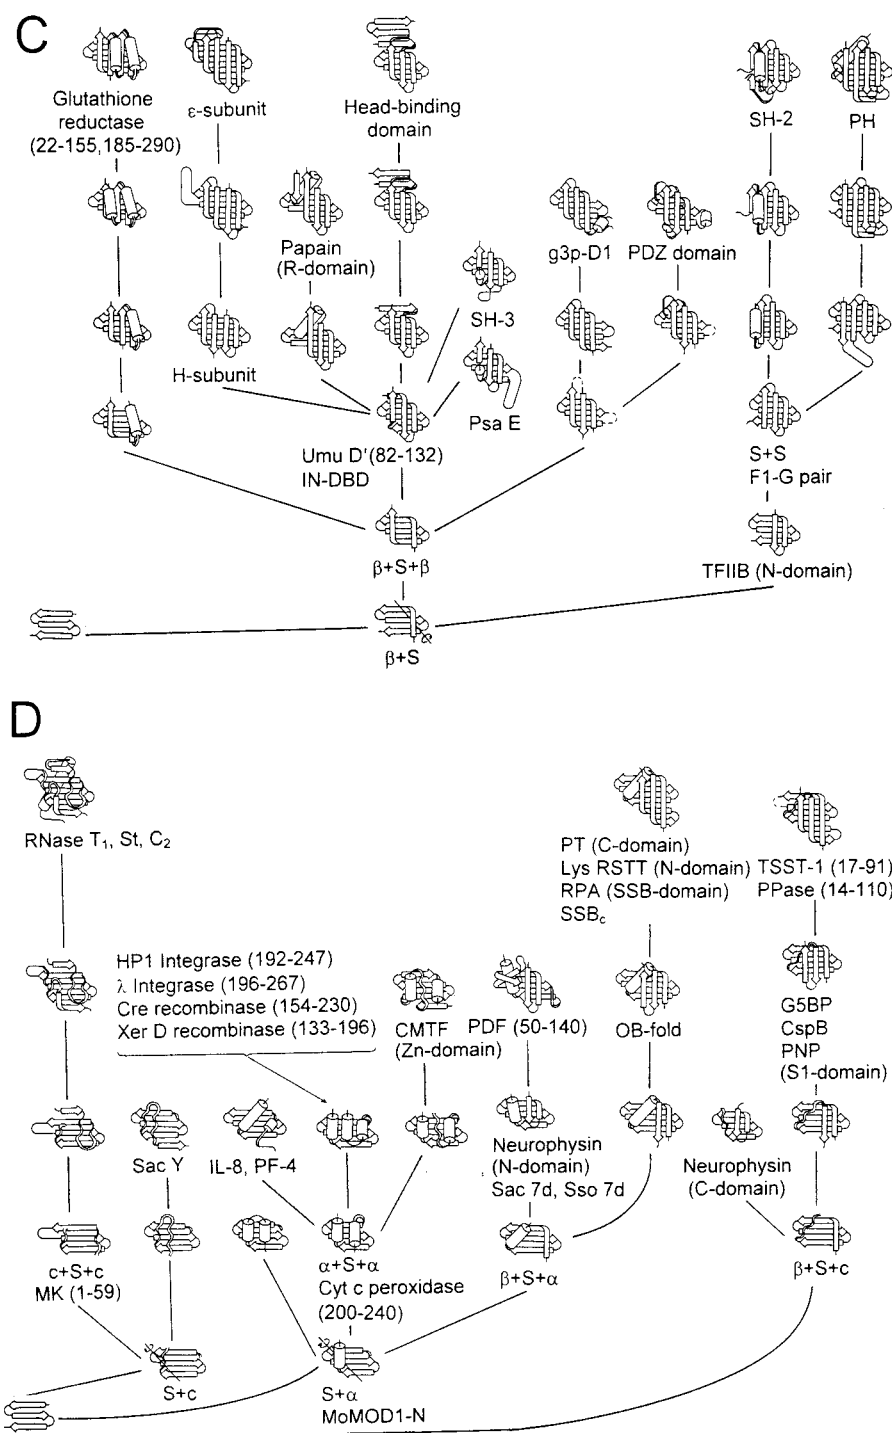 C
Glutathione
reductase
(22-155,185-290)
ε-subunit
Head-binding
domain
SH-2
PH
Papain
(R-domain)
g3p-D1
PDZ domain
SH-3
H-subunit
Psa E
Umu D'(82-132)
IN-DBD
S+S
F1-G pair
β+S+β
TFIIB (N-domain)
β+S
D
RNase T₁, St, C₂
PT (C-domain)
Lys RSTT (N-domain)
RPA (SSB-domain)
SSBc
TSST-1 (17-91)
PPase (14-110)
HP1 Integrase (192-247)
λ Integrase (196-267)
Cre recombinase (154-230)
Xer D recombinase (133-196)
CMTF
(Zn-domain)
PDF (50-140)
OB-fold
G5BP
CspB
PNP
(S1-domain)
Sac Y
IL-8, PF-4
Neurophysin
(N-domain)
Sac 7d, Sso 7d
Neurophysin
(C-domain)
c+S+c
MK (1-59)
α+S+α
Cyt c peroxidase
(200-240)
β+S+α
β+S+c
S+c
S+α
MoMOD1-N